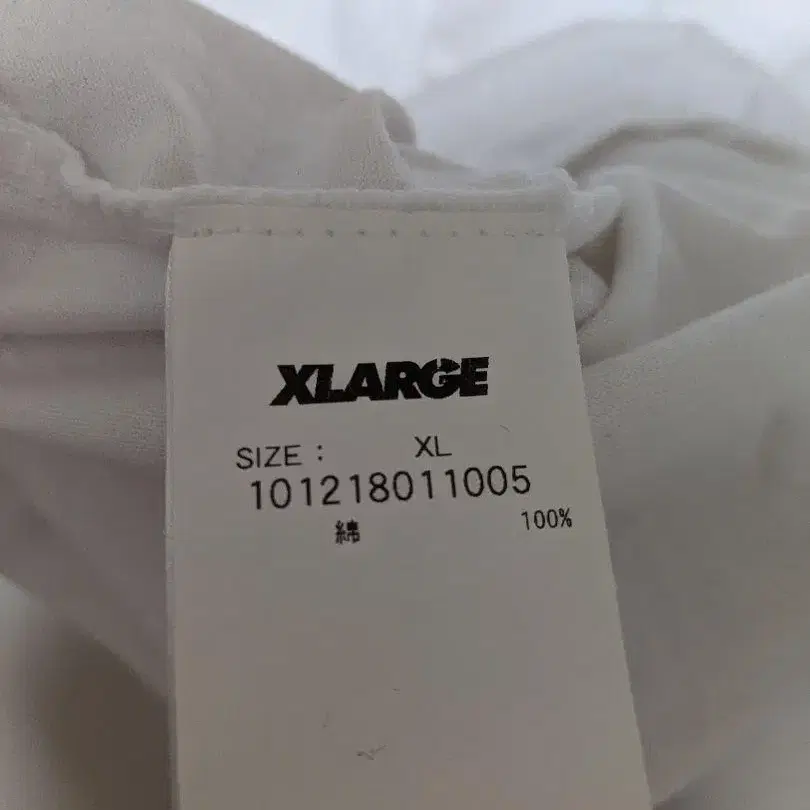 XLARGE
SIZE : XL
101218011005
綿 100%